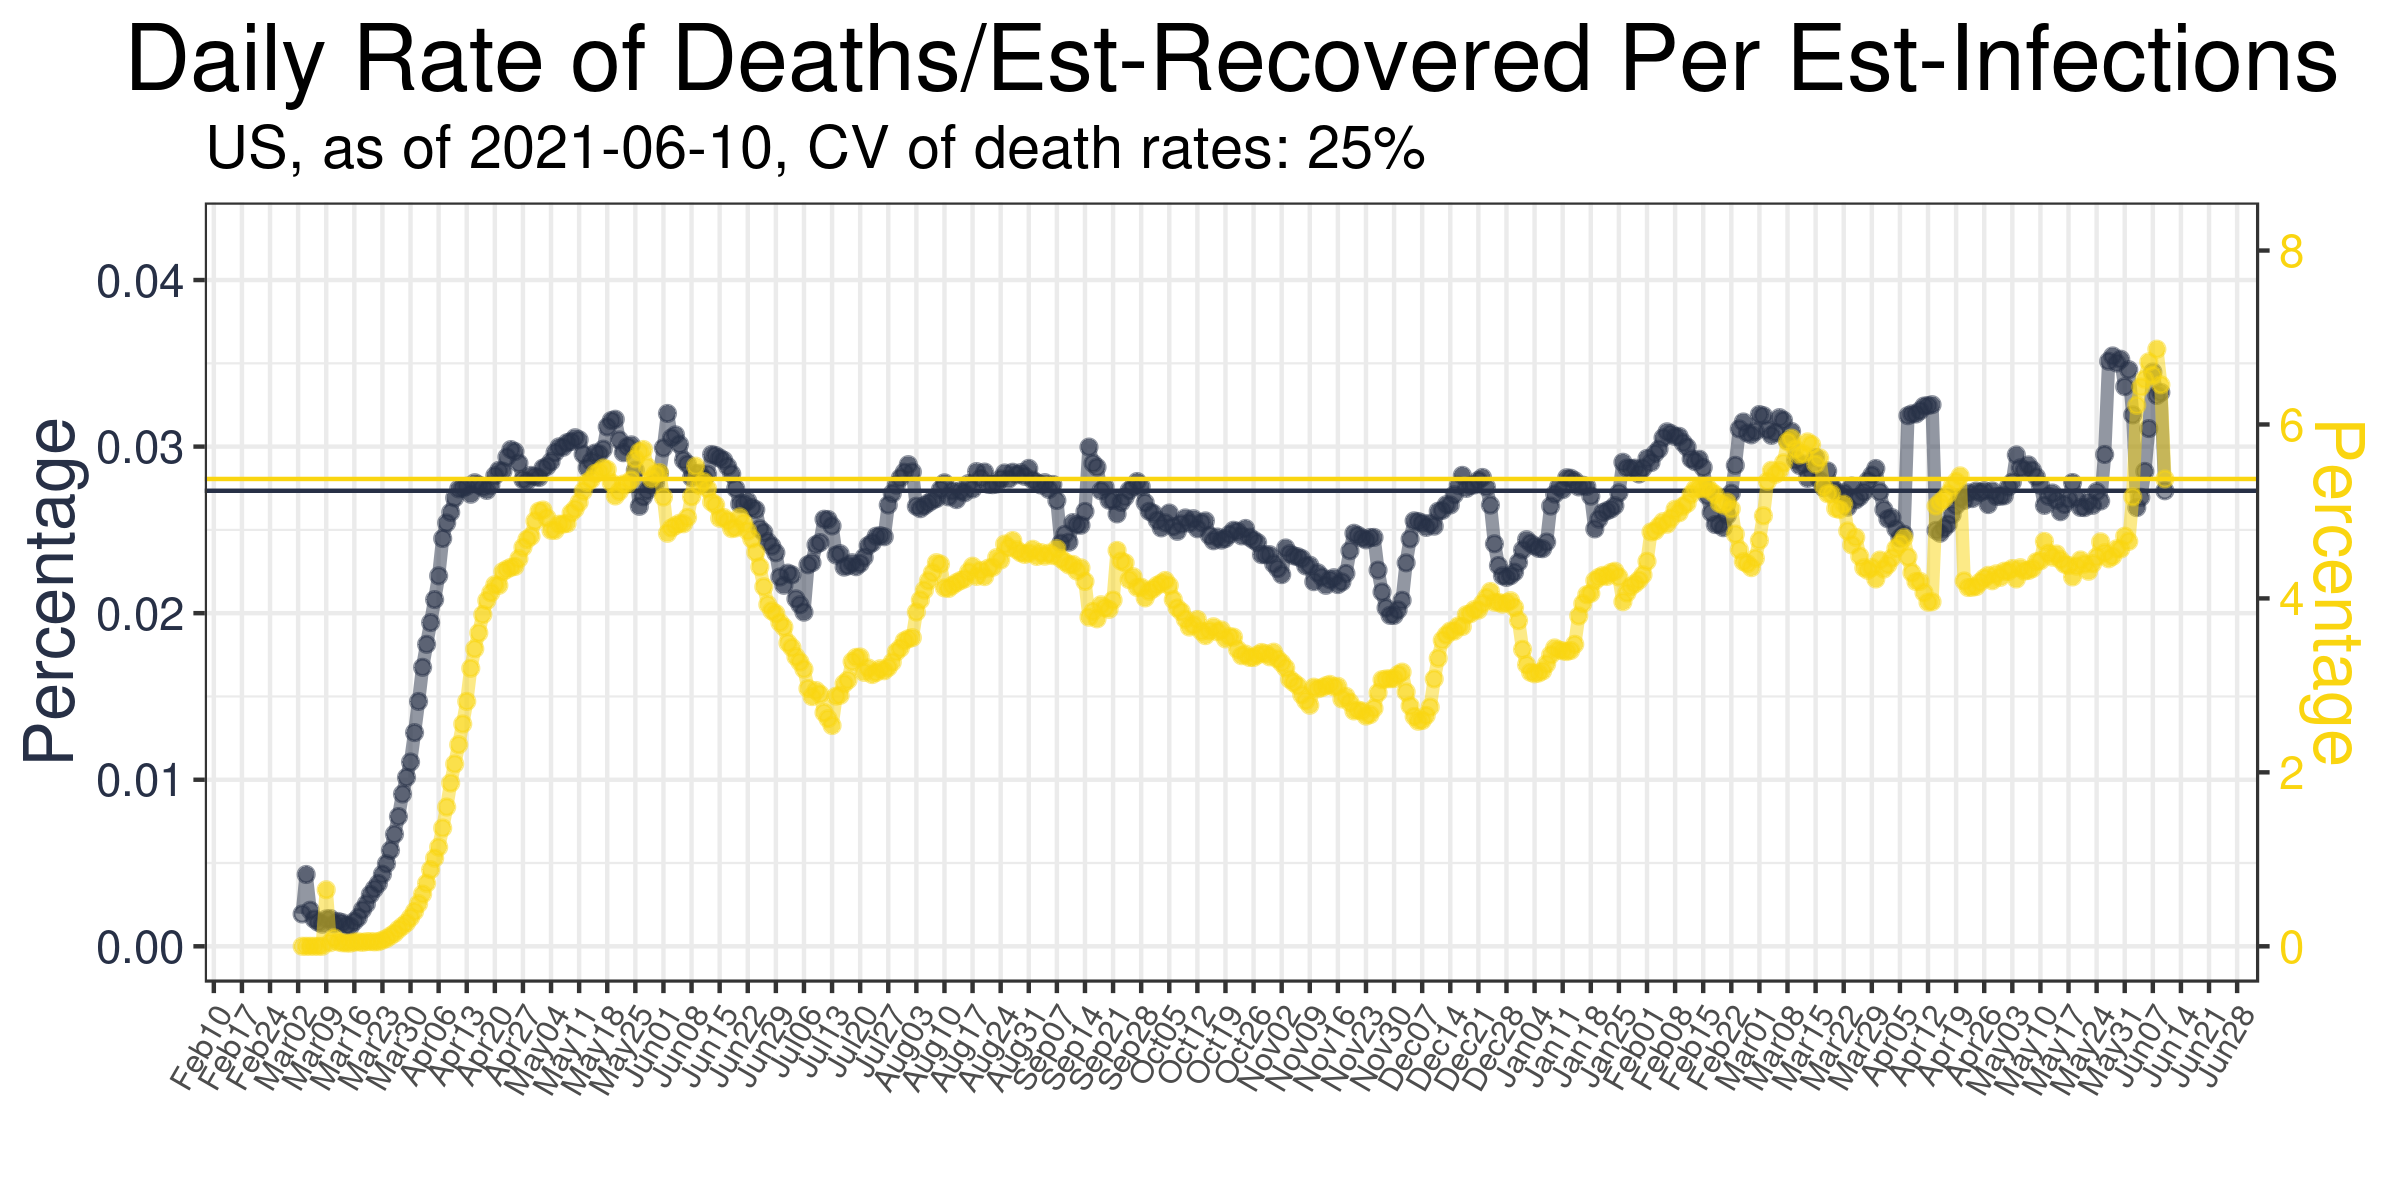 Daily Rate of Deaths/Est-Recovered Per Est-Infections
US, as of 2021-06-10, CV of death rates: 25%
Percentage
0.04
0.03
0.02
0.01
0.00
8
6
4
2
0
Percentage
Feb10
Feb17
Feb24
Mar02
Mar09
Mar16
Mar23
Mar30
Apr06
Apr13
Apr20
Apr27
May04
May11
May18
May25
Jun01
Jun08
Jun15
Jun22
Jun29
Jul06
Jul13
Jul20
Jul27
Aug03
Aug10
Aug17
Aug24
Aug31
Sep07
Sep14
Sep21
Sep28
Oct05
Oct12
Oct19
Oct26
Nov02
Nov09
Nov16
Nov23
Nov30
Dec07
Dec14
Dec21
Dec28
Jan04
Jan11
Jan18
Jan25
Feb01
Feb08
Feb15
Feb22
Mar01
Mar08
Mar15
Mar22
Mar29
Apr05
Apr12
Apr19
Apr26
May03
May10
May17
May24
May31
Jun07
Jun14
Jun21
Jun28